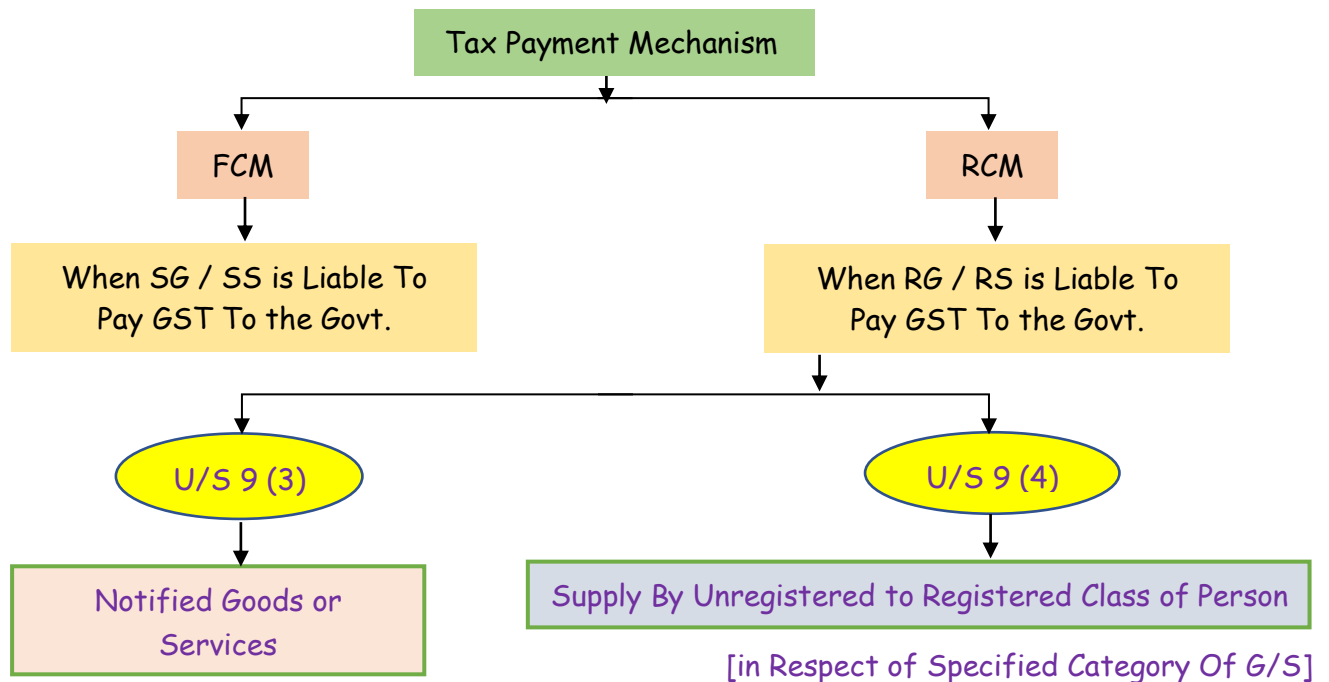 Tax Payment Mechanism
FCM
RCM
When SG / SS is Liable To
Pay GST To the Govt.
When RG / RS is Liable To
Pay GST To the Govt.
U/S 9 (3)
U/S 9 (4)
Notified Goods or
Services
Supply By Unregistered to Registered Class of Person
[in Respect of Specified Category Of G/S]